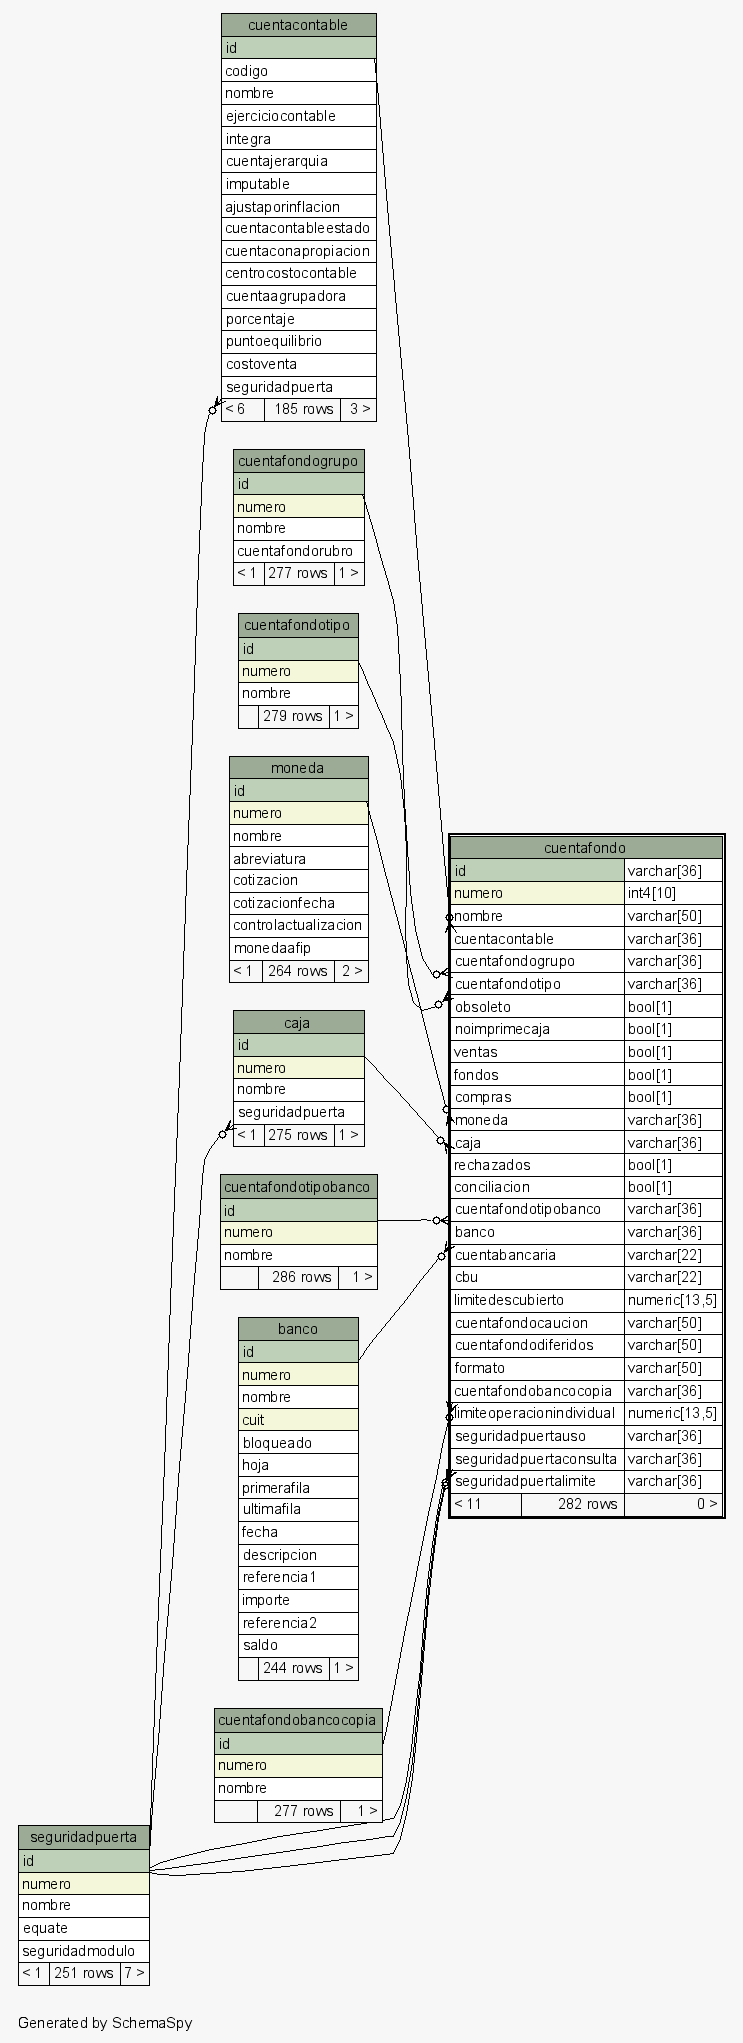 cuentacontable
id
codigo
nombre
ejerciciocontable
integra
cuentajerarquia
imputable
ajustaporinflacion
cuentacontableestado
cuentaconapropiacion
centrocostocontable
cuentaagrupadora
porcentaje
puntoequilibrio
costoventa
seguridadpuerta
< 6 185 rows 3 >
cuentafondogrupo
id
numero
nombre
cuentafondorubro
< 1 277 rows 1 >
cuentafondotipo
id
numero
nombre
279 rows 1 >
moneda
id
numero
nombre
abreviatura
cotizacion
cotizacionfecha
controlactualizacion
monedaafip
< 1 264 rows 2 >
caja
id
numero
nombre
seguridadpuerta
< 1 275 rows 1 >
cuentafondotipobanco
id
numero
nombre
286 rows 1 >
banco
id
numero
nombre
cuit
bloqueado
hoja
primerafila
ultimafila
fecha
descripcion
referencia1
importe
referencia2
saldo
244 rows 1 >
cuentafondobancocopia
id
numero
nombre
277 rows 1 >
seguridadpuerta
id
numero
nombre
equate
seguridadmodulo
< 1 251 rows 7 >
cuentafondo
id varchar[36]
numero int4[10]
nombre varchar[50]
cuentacontable varchar[36]
cuentafondogrupo varchar[36]
cuentafondotipo varchar[36]
obsoleto bool[1]
noimprimecaja bool[1]
ventas bool[1]
fondos bool[1]
compras bool[1]
moneda varchar[36]
caja varchar[36]
rechazados bool[1]
conciliacion bool[1]
cuentafondotipobanco varchar[36]
banco varchar[36]
cuentabancaria varchar[22]
cbu varchar[22]
limitedescubierto numeric[13,5]
cuentafondocaucion varchar[50]
cuentafondodiferidos varchar[50]
formato varchar[50]
cuentafondobancocopia varchar[36]
limiteoperacionindividual numeric[13,5]
seguridadpuertauso varchar[36]
seguridadpuertaconsulta varchar[36]
seguridadpuertalimite varchar[36]
< 11 282 rows 0 >
Generated by SchemaSpy